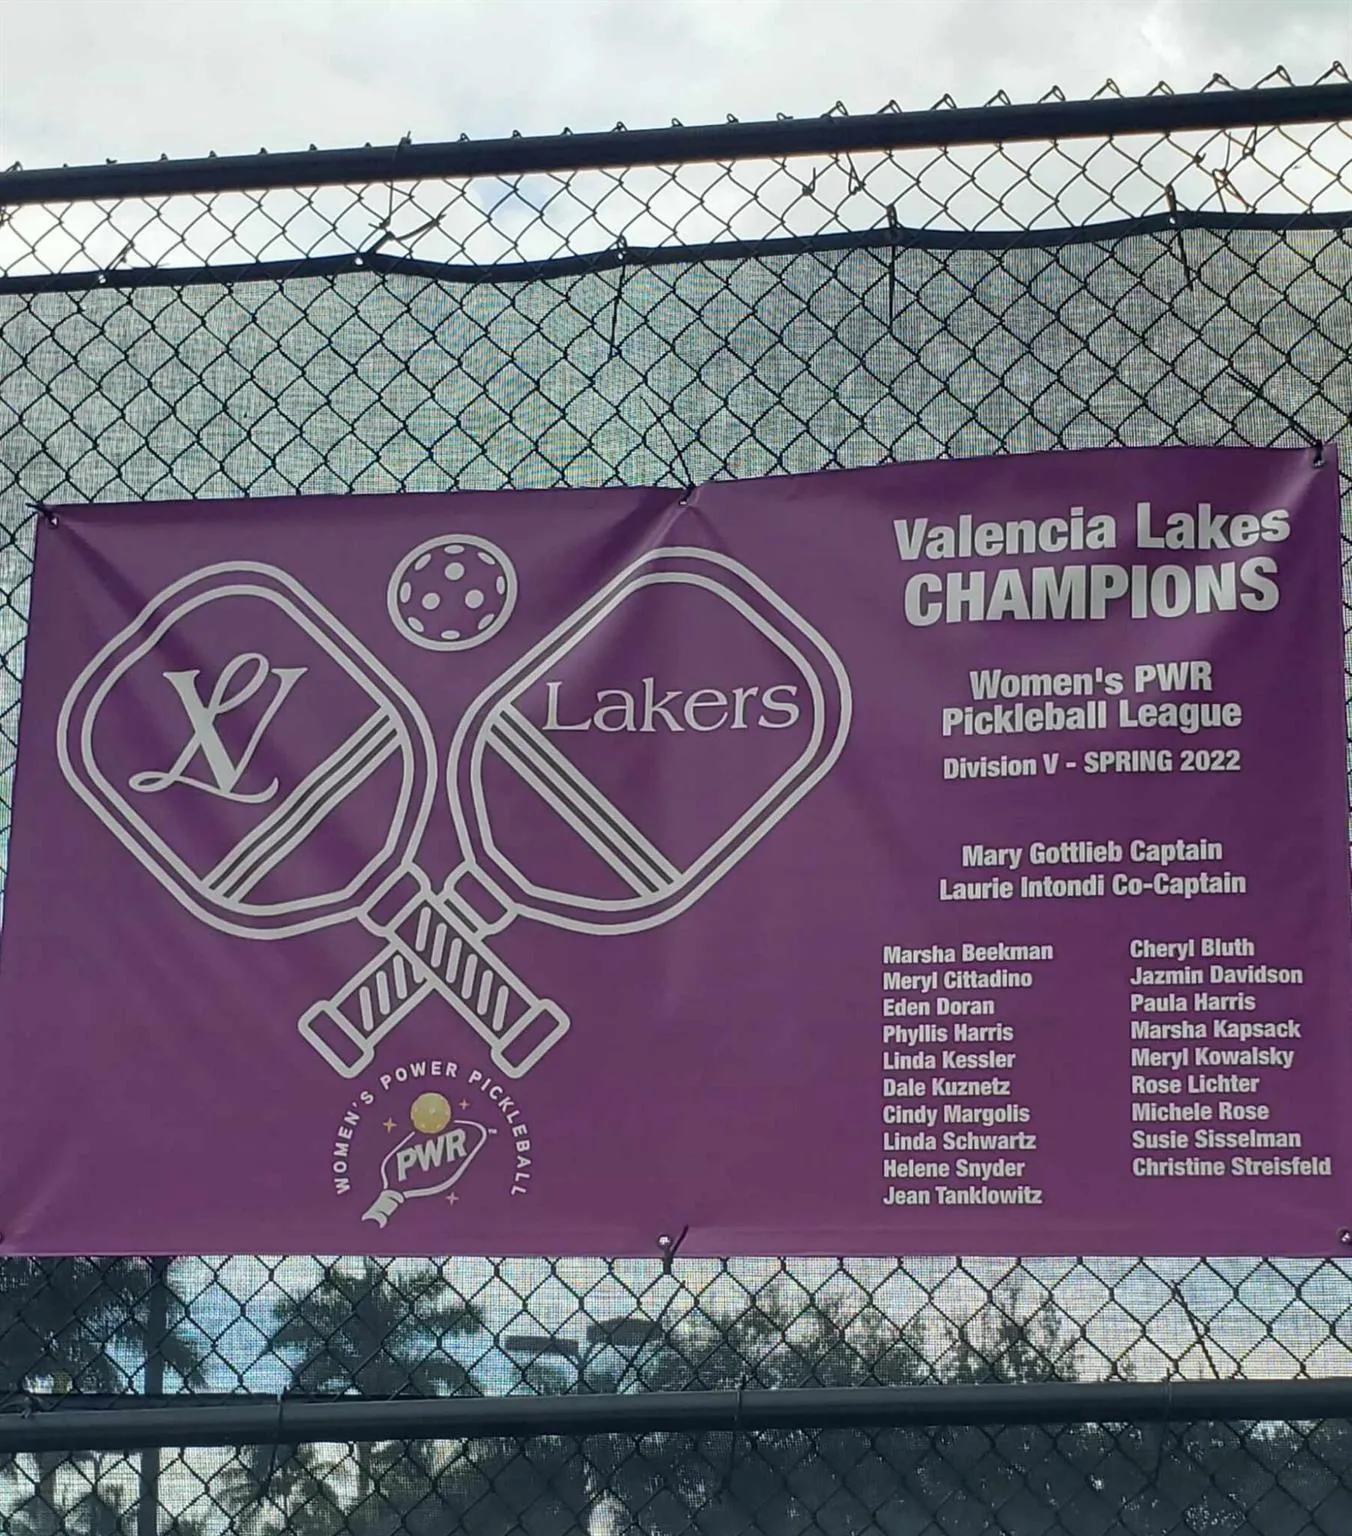 Valencia Lakes
CHAMPIONS
Women's PWR
Pickleball League
Division V - SPRING 2022
Mary Gottlieb Captain
Laurie Intondi Co-Captain
Marsha Beekman
Meryl Cittadino
Eden Doran
Phyllis Harris
Linda Kessler
Dale Kuznetz
Cindy Margolis
Linda Schwartz
Helene Snyder
Jean Tanklowitz
Cheryl Bluth
Jazmin Davidson
Paula Harris
Marsha Kapsack
Meryl Kowalsky
Rose Lichter
Michele Rose
Susie Sisselman
Christine Streisfeld
LV
Lakers
WOMEN'S POWER PICKLEBALL
PWR™